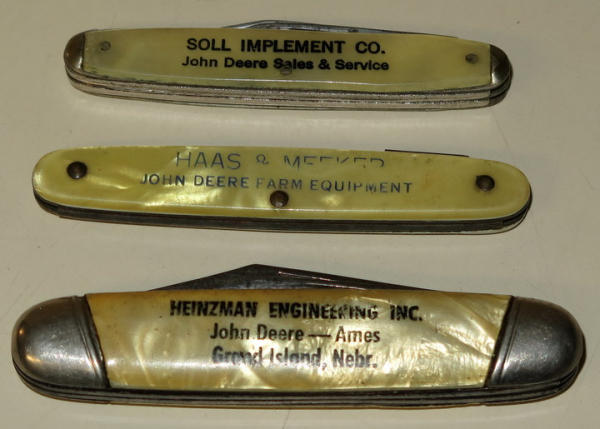 SOLL IMPLEMENT CO.
John Deere Sales & Service
HAAS & MEEKER
JOHN DEERE FARM EQUIPMENT
HEINZMAN ENGINEERING INC.
John Deere — Ames
Grand Island, Nebr.